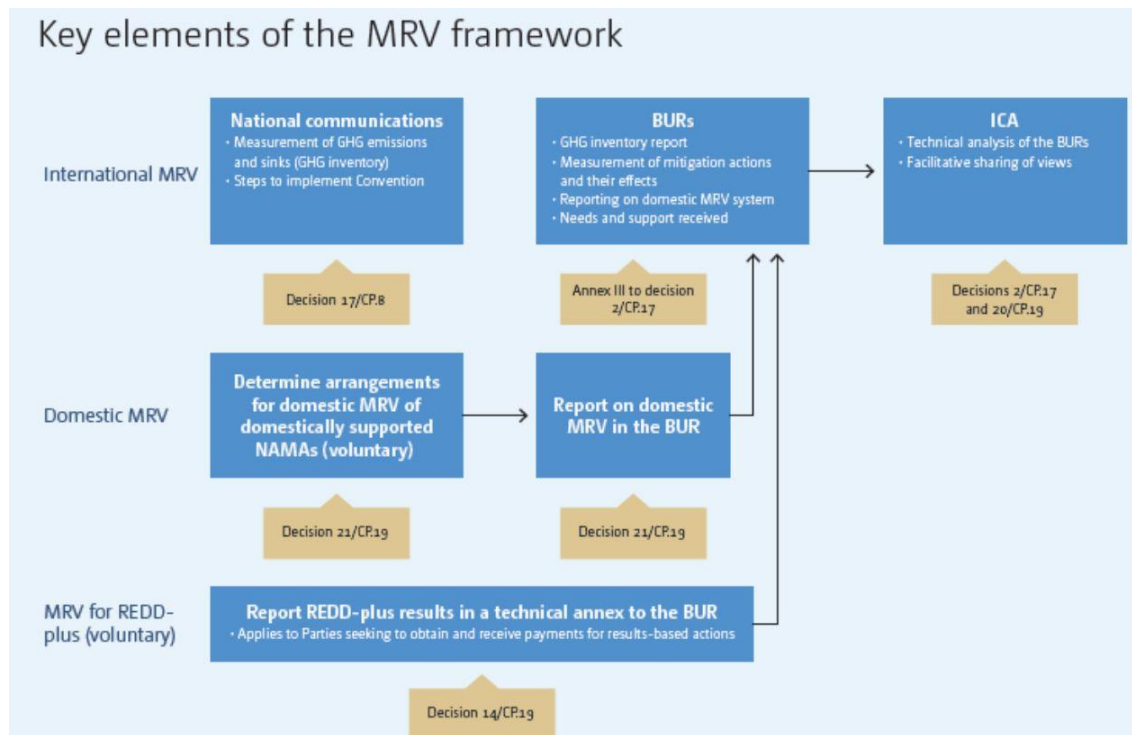 Key elements of the MRV framework
International MRV
National communications
· Measurement of GHG emissions
and sinks (GHG inventory)
· Steps to implement Convention
BURs
· GHG inventory report
· Measurement of mitigation actions
and their effects
· Reporting on domestic MRV system
· Needs and support received
ICA
· Technical analysis of the BURs
· Facilitative sharing of views
Decision 17/CP.8
Annex III to decision
2/CP.17
Decisions 2/CP.17
and 20/CP.19
Domestic MRV
Determine arrangements
for domestic MRV of
domestically supported
NAMAs (voluntary)
Report on domestic
MRV in the BUR
Decision 21/CP.19
Decision 21/CP.19
MRV for REDD-
plus (voluntary)
Report REDD-plus results in a technical annex to the BUR
· Applies to Parties seeking to obtain and receive payments for results-based actions
Decision 14/CP.19